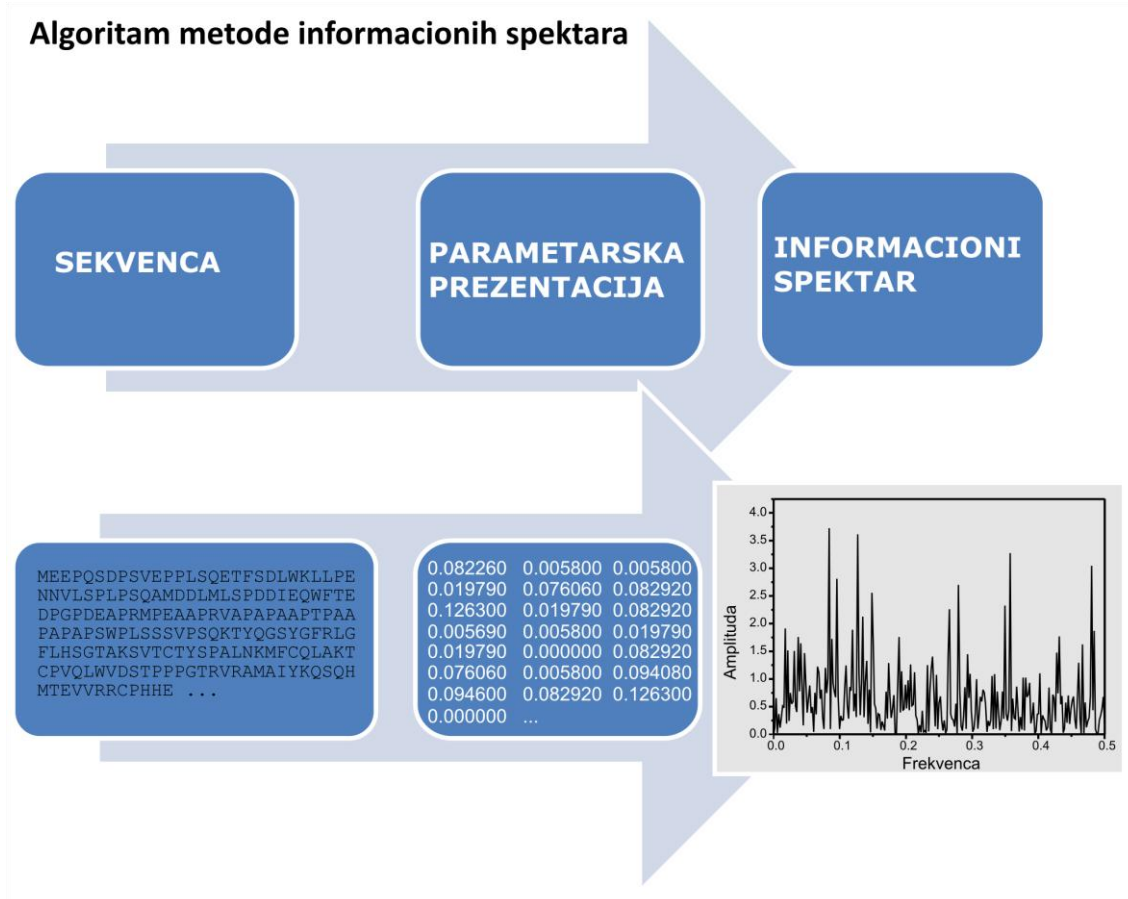 Algoritam metode informacionih spektara
SEKVENCA
PARAMETARSKA
PREZENTACIJA
INFORMACIONI
SPEKTAR
MEEPQSDPSVEPPLSQETFSDLWKLLPE
NNVLSPLPSQAMDDLMLSPDDIEQWFTE
DPGPDEAPRMPEAAPRVAPAPAAPTPAA
PAPAPSWPLSSSVPSQKTYQGSYGFRLG
FLHSGTAKSVTCTYSPALNKMFCQLAKT
CPVQLWVDSTPPPGTRVRAMAIYKQSQH
MTEVVRRCPHHE ...
0.082260 0.005800 0.005800
0.019790 0.076060 0.082920
0.126300 0.019790 0.082920
0.005690 0.005800 0.019790
0.019790 0.000000 0.082920
0.076060 0.005800 0.094080
0.094600 0.082920 0.126300
0.000000 ...
Amplituda
4.0
3.5
3.0
2.5
2.0
1.5
1.0
0.5
0.0
0.0 0.1 0.2 0.3 0.4 0.5
Frekvenca